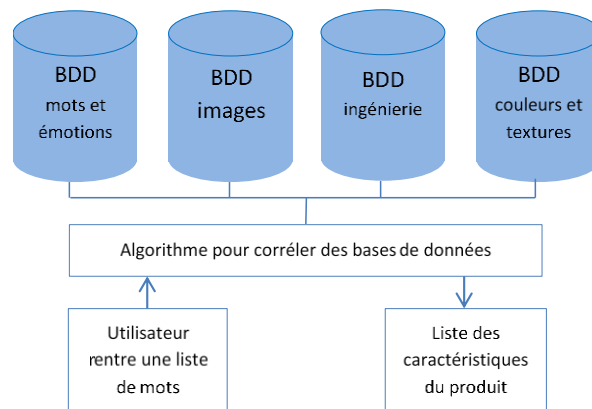 BDD
mots et
émotions
BDD
images
BDD
ingénierie
BDD
couleurs et
textures
Algorithme pour corréler des bases de données
Utilisateur
rentre une liste
de mots
Liste des
caractéristiques
du produit